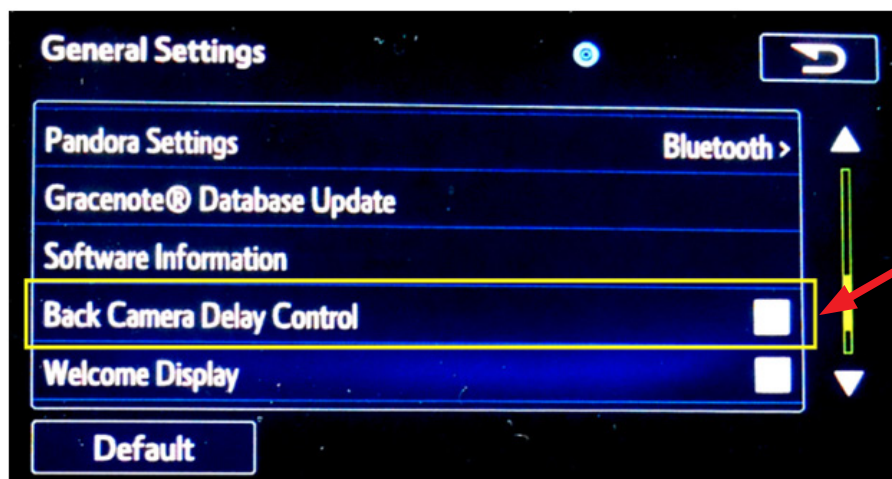 General Settings
Pandora Settings Bluetooth >
Gracenote® Database Update
Software Information
Back Camera Delay Control
Welcome Display
Default